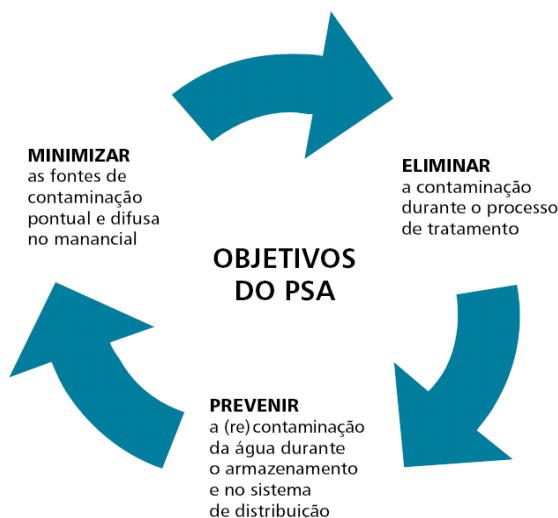 MINIMIZAR
as fontes de
contaminação
pontual e difusa
no manancial
ELIMINAR
a contaminação
durante o processo
de tratamento
OBJETIVOS
DO PSA
PREVENIR
a (re)contaminação
da água durante
o armazenamento
e no sistema
de distribuição